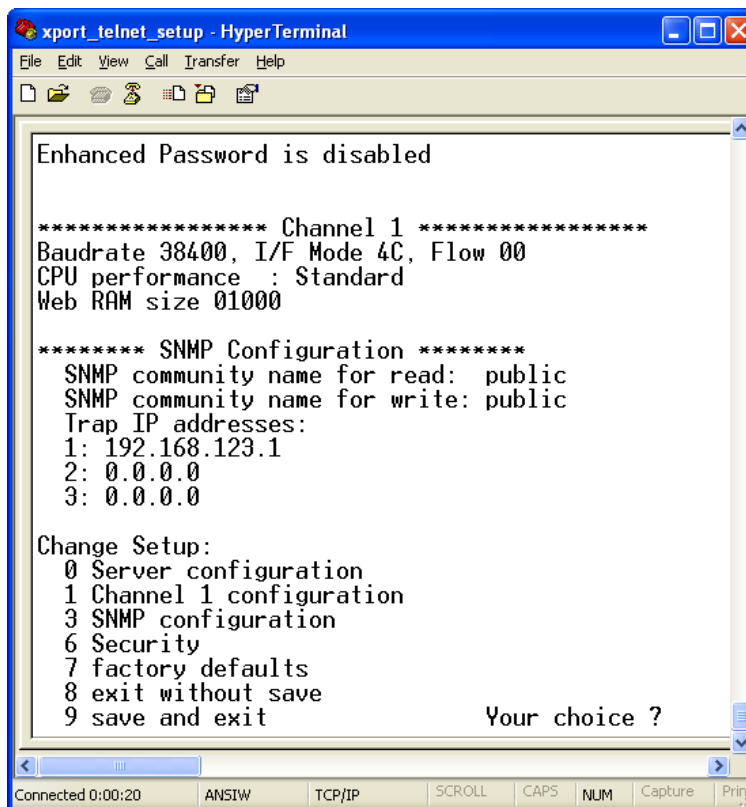 xport_telnet_setup - HyperTerminal
File Edit View Call Transfer Help
Enhanced Password is disabled
***************** Channel 1 *****************
Baudrate 38400, I/F Mode 4C, Flow 00
CPU performance  : Standard
Web RAM size 01000
******** SNMP Configuration ********
SNMP community name for read:  public
SNMP community name for write: public
Trap IP addresses:
1: 192.168.123.1
2: 0.0.0.0
3: 0.0.0.0
Change Setup:
0 Server configuration
1 Channel 1 configuration
3 SNMP configuration
6 Security
7 factory defaults
8 exit without save
9 save and exit                Your choice ?
Connected 0:00:20 ANSIW TCP/IP SCROLL CAPS NUM Capture Prin